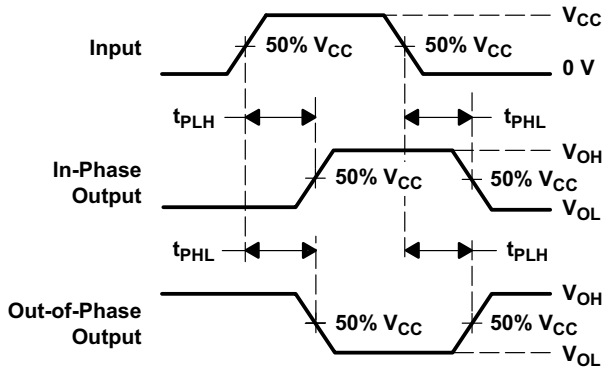 V_CC
Input
50% V_CC
50% V_CC
0 V
t_PLH
t_PHL
V_OH
In-Phase
Output
50% V_CC
50% V_CC
V_OL
t_PHL
t_PLH
V_OH
Out-of-Phase
Output
50% V_CC
50% V_CC
V_OL